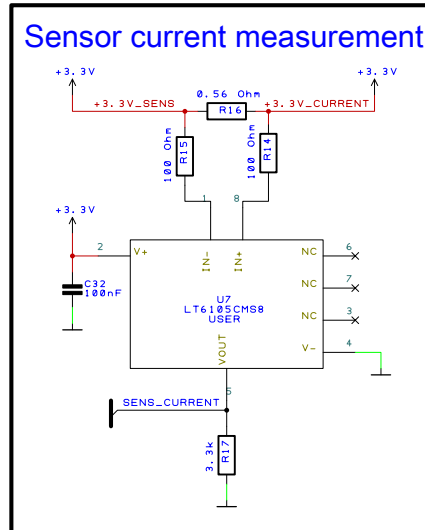 Sensor current measurement
+3.3V
+3.3V
0.56 Ohm
+3.3V_SENS
R16
+3.3V_CURRENT
100 Ohm
R15
100 Ohm
R14
+3.3V
1
8
2
V+
IN-
IN+
NC
6
C32
100nF
NC
7
U7
LT6105CMS8
USER
NC
3
VOUT
V-
4
5
SENS_CURRENT
3.3k
R17